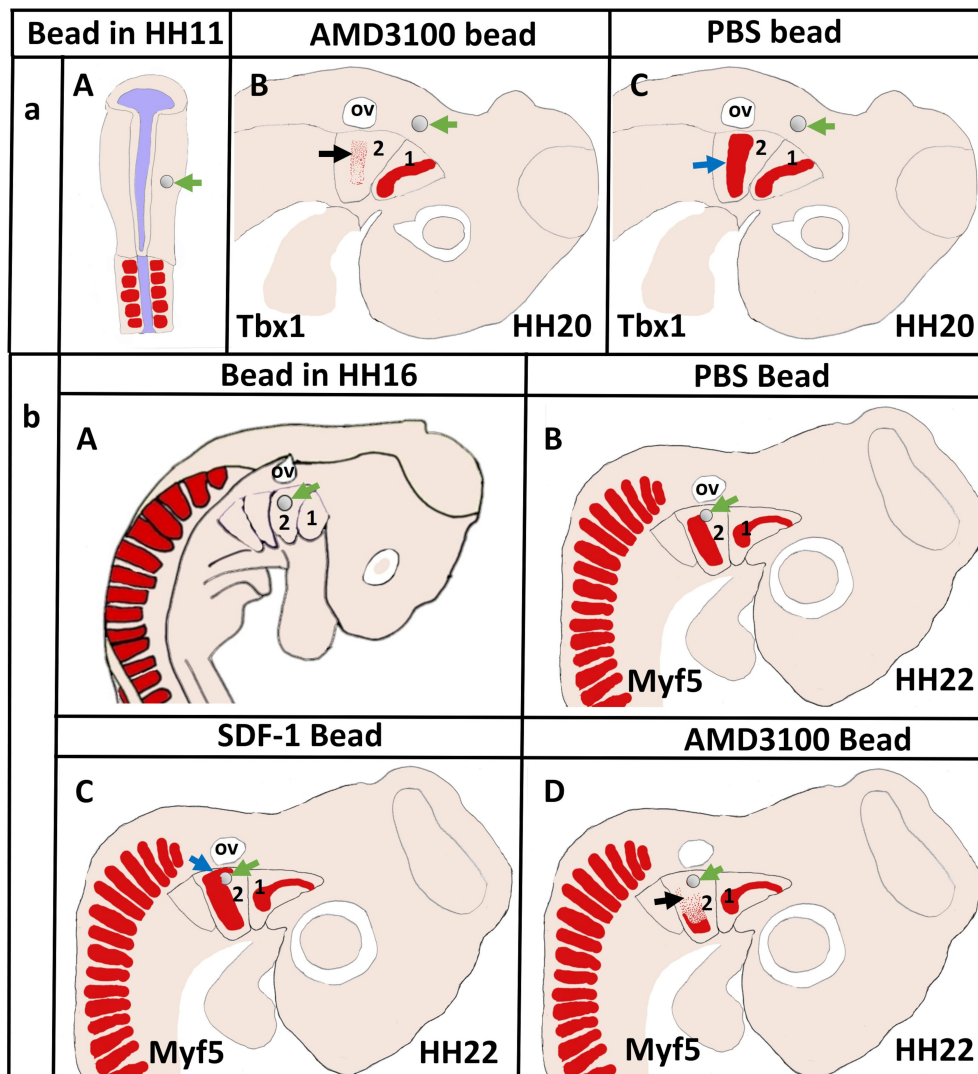 Bead in HH11
AMD3100 bead
PBS bead
a
A
B
C
ov
ov
2
1
2
1
Tbx1
HH20
Tbx1
HH20
Bead in HH16
PBS Bead
b
A
B
ov
2
1
ov
2
1
Myf5
HH22
SDF-1 Bead
AMD3100 Bead
C
D
ov
2
1
2
1
Myf5
HH22
Myf5
HH22